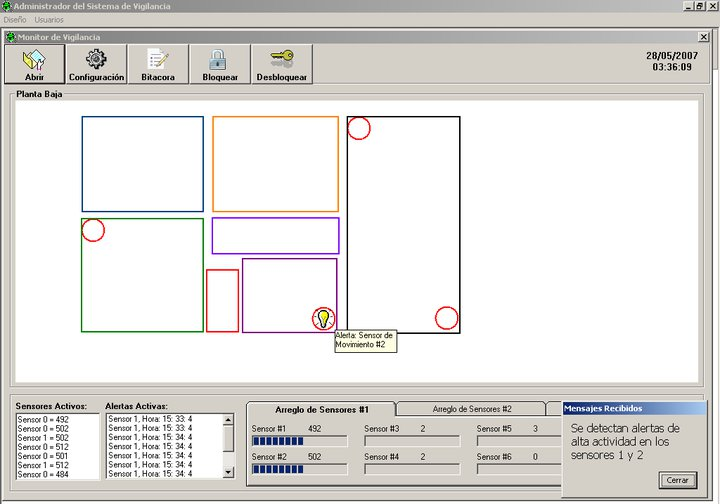 Administrador del Sistema de Vigilancia
Diseño Usuarios
Monitor de Vigilancia
Abrir Configuración Bitacora Bloquear Desbloquear
28/05/2007
03:36:09
Planta Baja
Alerta: Sensor de
Movimiento #2
Sensores Activos:
Sensor 0 = 492
Sensor 0 = 502
Sensor 1 = 502
Sensor 0 = 512
Sensor 0 = 501
Sensor 1 = 512
Sensor 0 = 484
Alertas Activas:
Sensor 1, Hora: 15: 33: 4
Sensor 1, Hora: 15: 34: 4
Sensor 1, Hora: 15: 34: 4
Sensor 1, Hora: 15: 34: 4
Sensor 1, Hora: 15: 34: 4
Sensor 1, Hora: 15: 34: 4
Sensor 1, Hora: 15: 34: 4
Arreglo de Sensores #1
Arreglo de Sensores #2
Sensor #1 492 Sensor #3 2 Sensor #5 3
Sensor #2 502 Sensor #4 2 Sensor #6 0
Mensajes Recibidos
Se detectan alertas de
alta actividad en los
sensores 1 y 2
Cerrar